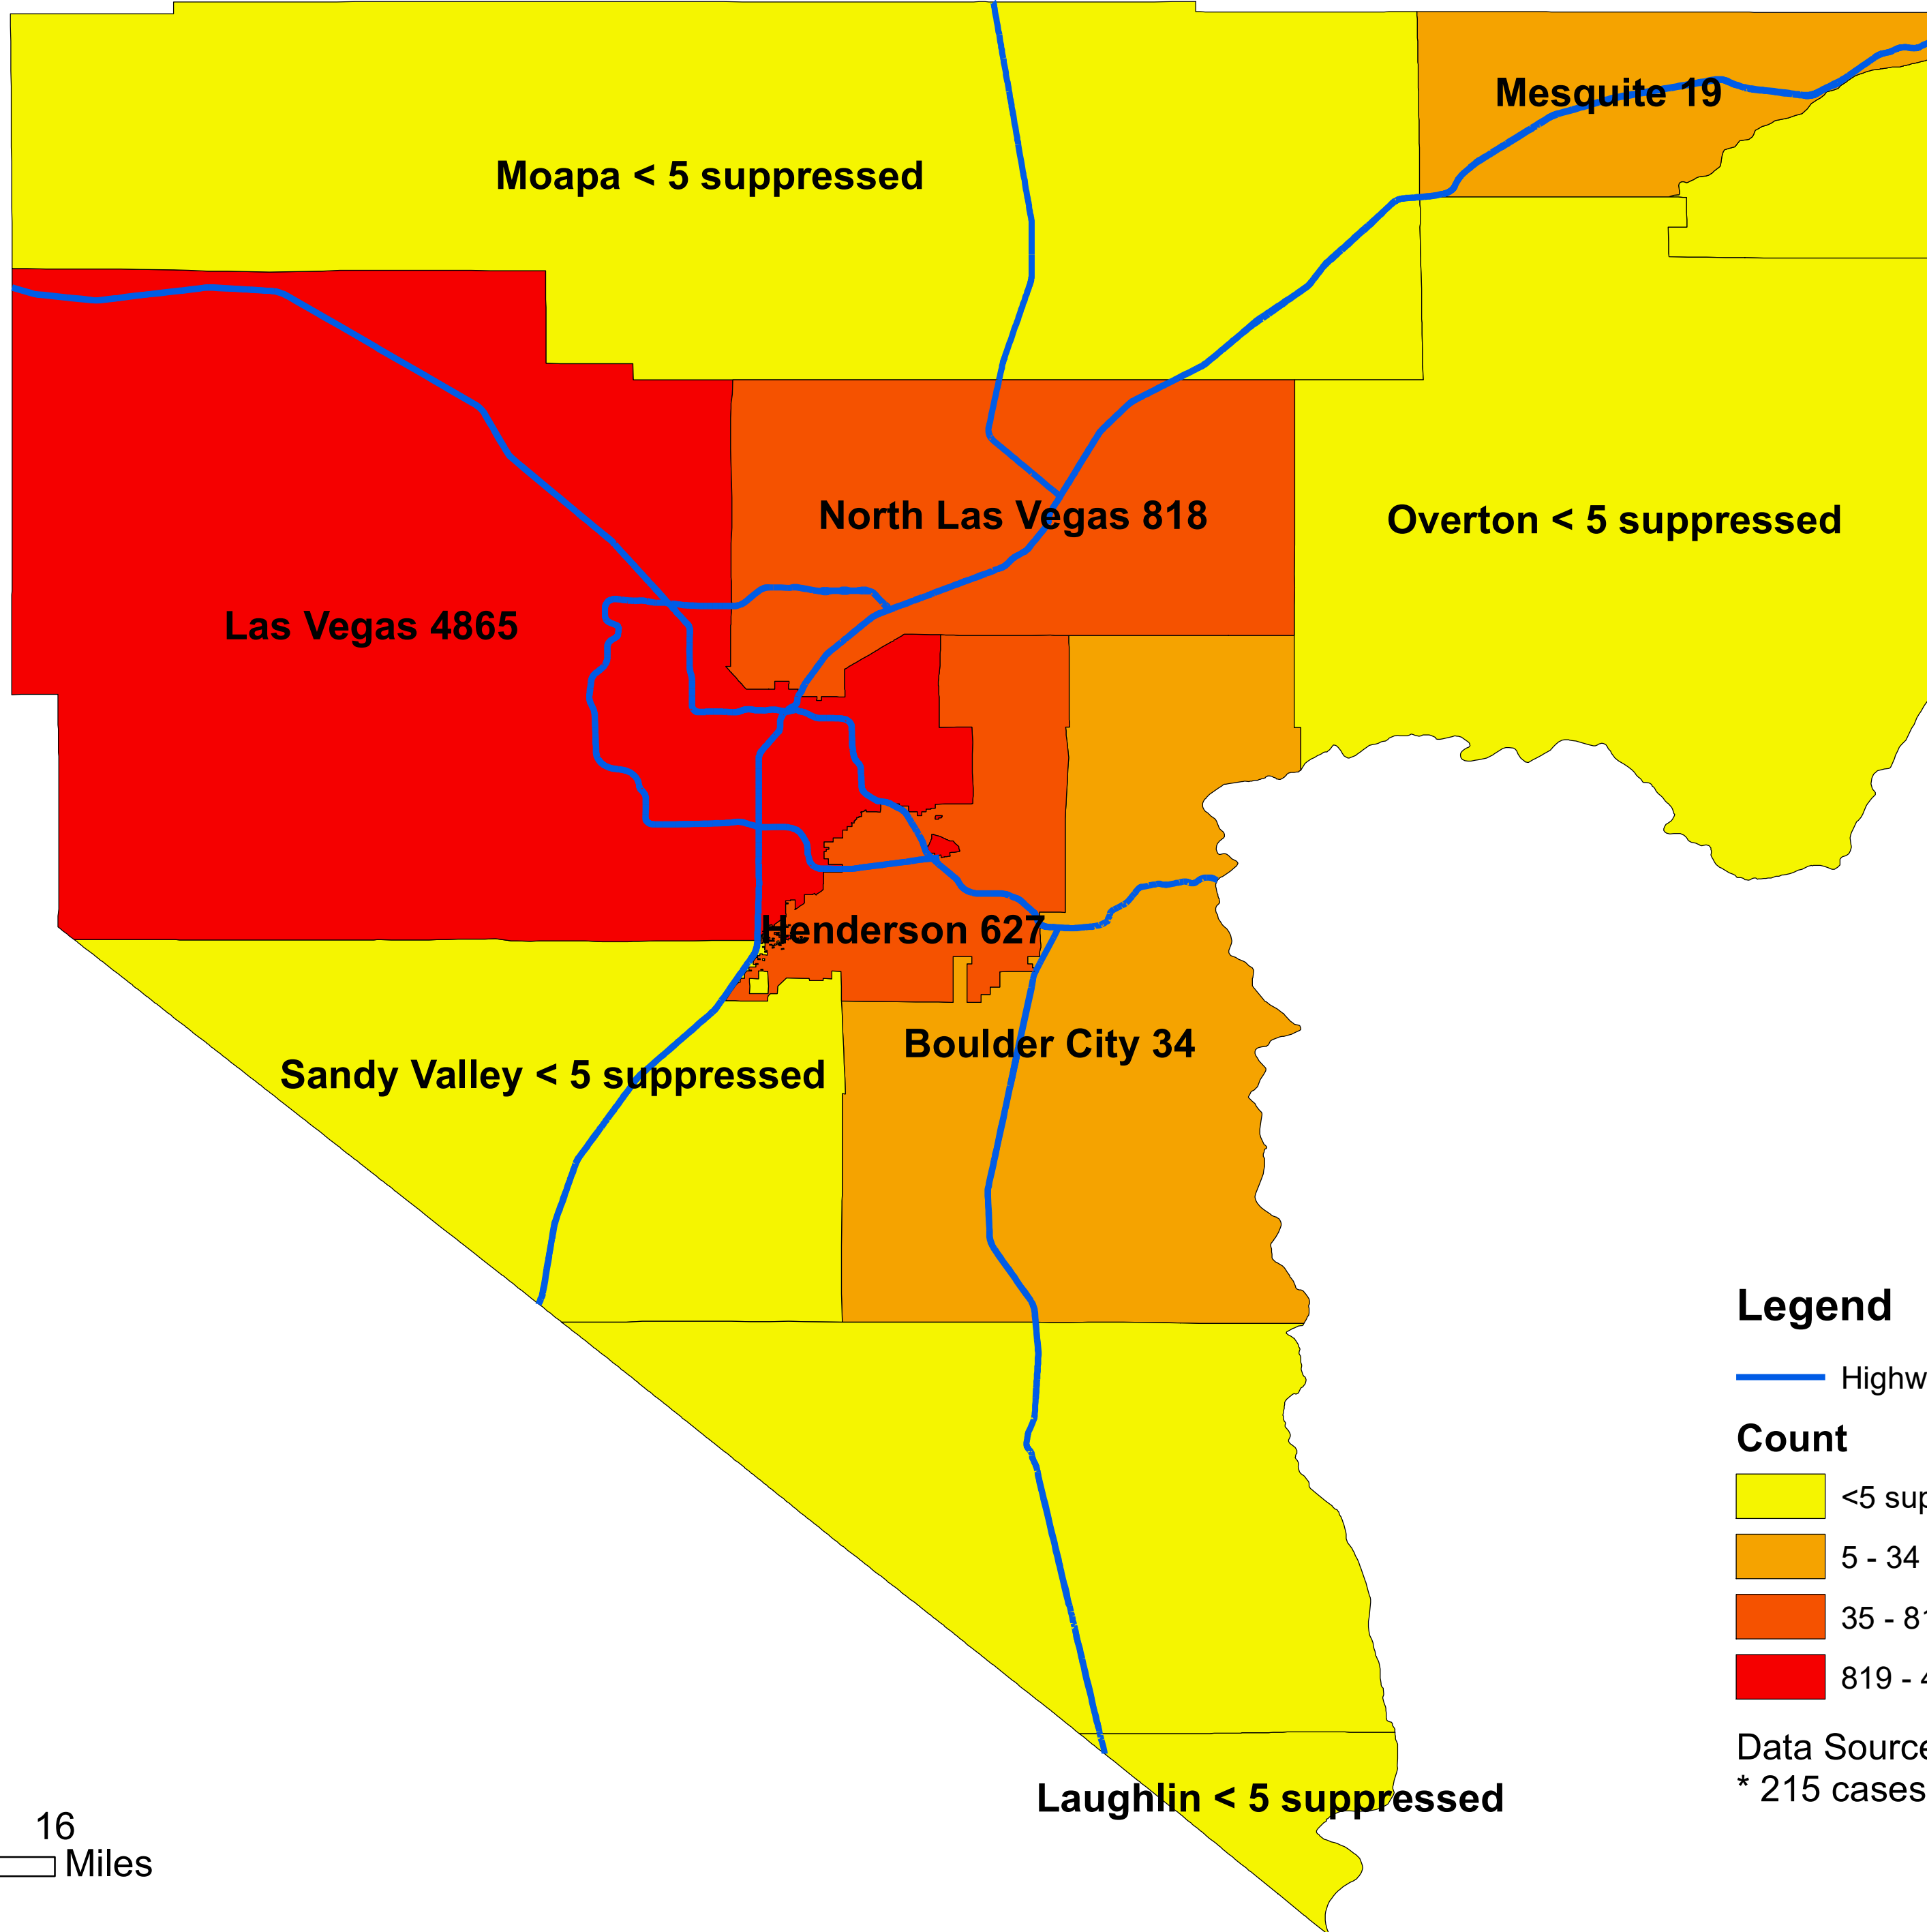 Mesquite 19
Moapa < 5 suppressed
North Las Vegas 818
Overton < 5 suppressed
Las Vegas 4865
Henderson 627
Boulder City 34
Sandy Valley < 5 suppressed
Legend
Count
<5
5 - 34
35 -
819 -
Data
* 215 cases
Laughlin < 5 suppressed
16
Miles